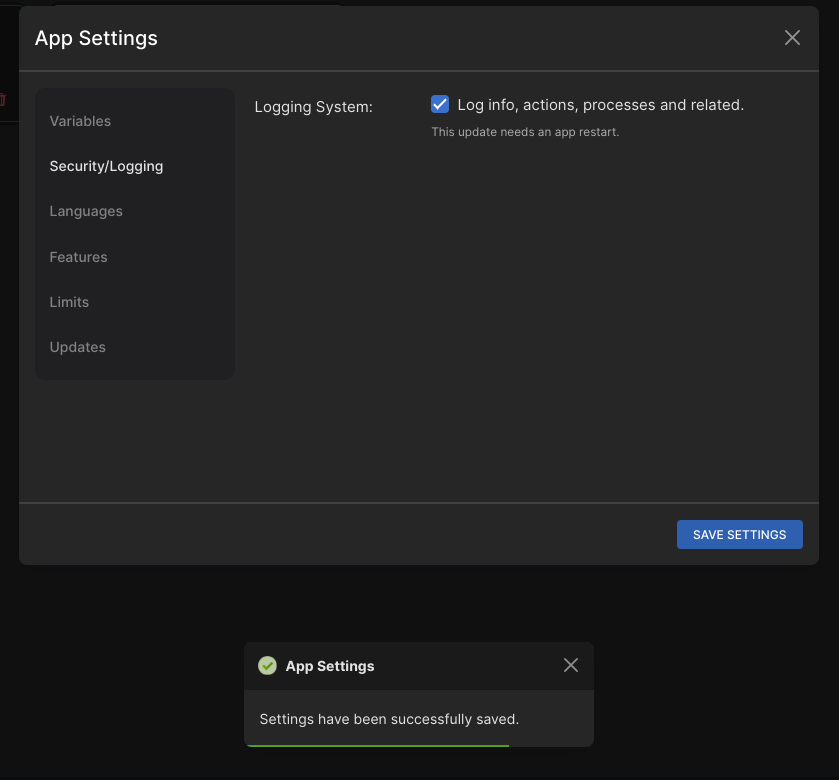 App Settings
Variables
Security/Logging
Languages
Features
Limits
Updates
Logging System:
Log info, actions, processes and related.
This update needs an app restart.
SAVE SETTINGS
App Settings
Settings have been successfully saved.